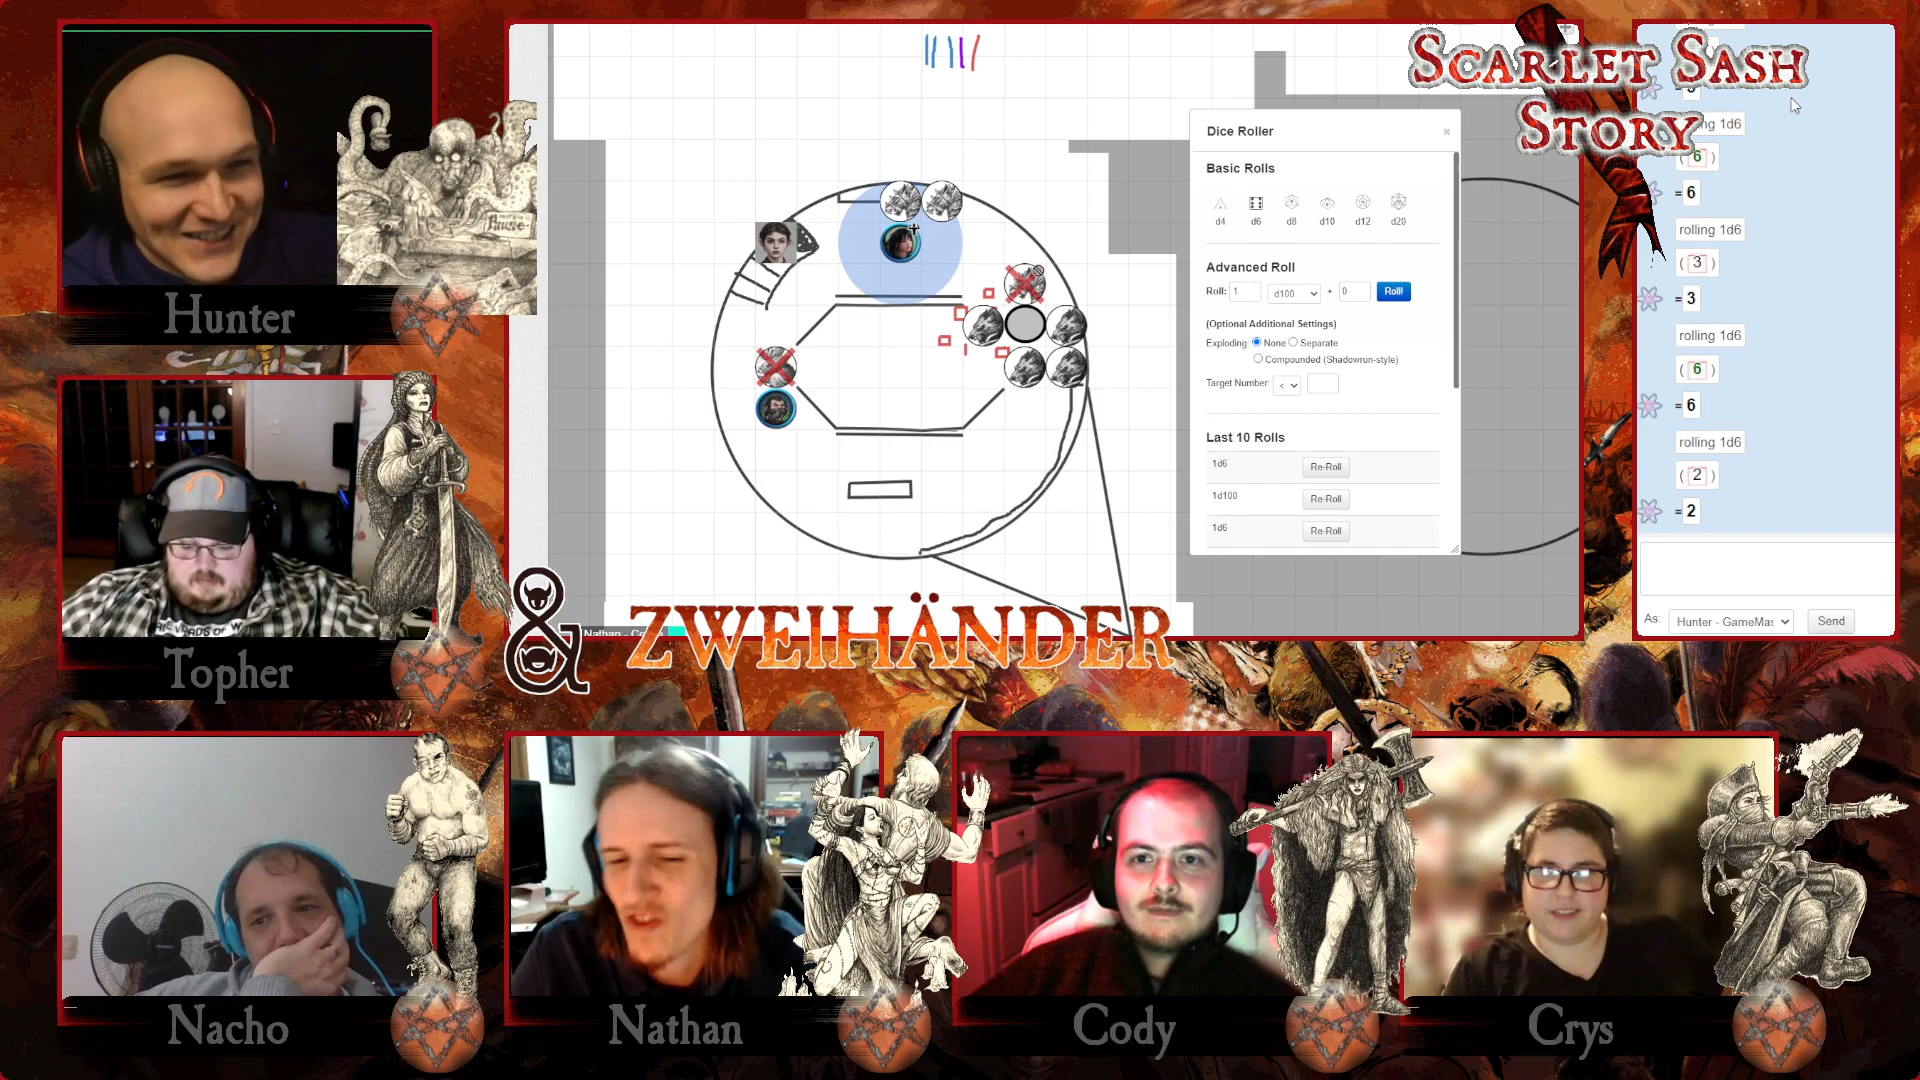 Scarlet Sash
Story
Hunter
Pause-
Topher
Nacho
Nathan
Cody
Crys
ZWEIHÄNDER
Dice Roller
×
Basic Rolls
d4 d6 d8 d10 d12 d20
Advanced Roll
Roll: 1 d100 + 0 Roll!
(Optional Additional Settings)
Exploding: None Separate
Compounded (Shadowrun-style)
Target Number: <
Last 10 Rolls
1d6 Re-Roll
1d100 Re-Roll
1d6 Re-Roll
ng 1d6
( 6 )
= 6
rolling 1d6
( 3 )
= 3
rolling 1d6
( 6 )
= 6
rolling 1d6
( 2 )
= 2
As: Hunter - GameMas Send